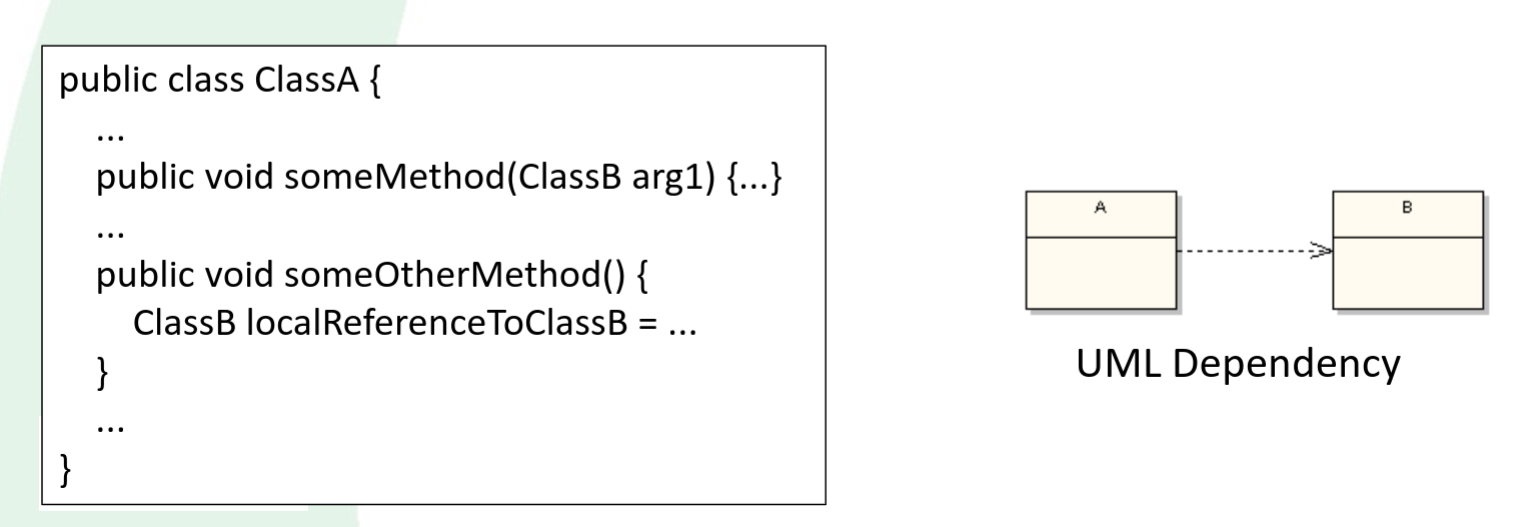 public class ClassA {
...
public void someMethod(ClassB arg1) {...}
...
public void someOtherMethod() {
ClassB localReferenceToClassB = ...
}
...
}
A
B
UML Dependency